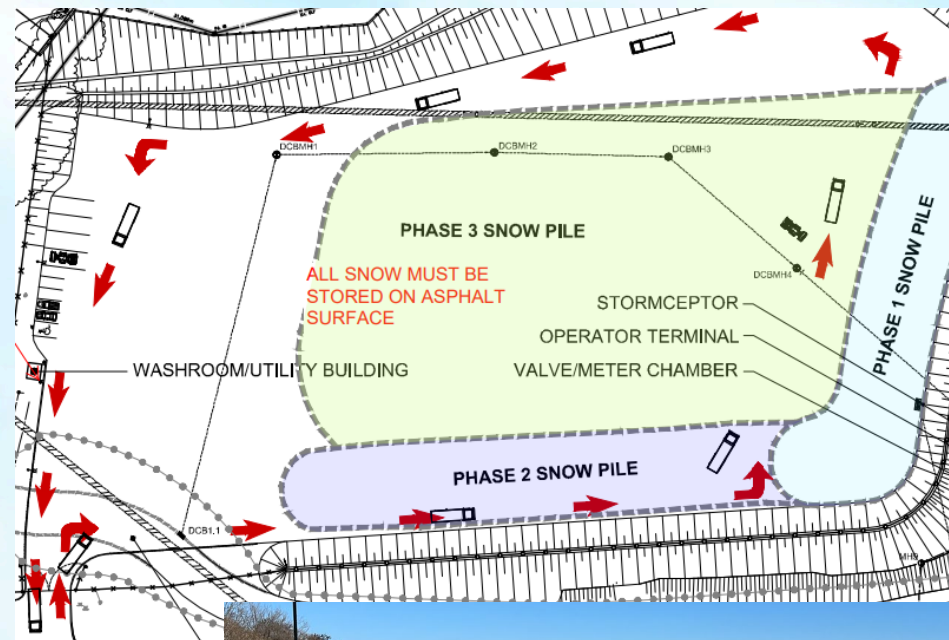 DCBMH1
DCBMH2
DCBMH3
PHASE 3 SNOW PILE
DCBMH4
PHASE 1 SNOW PILE
ALL SNOW MUST BE
STORED ON ASPHALT
SURFACE
STORMCEPTOR
OPERATOR TERMINAL
WASHROOM/UTILITY BUILDING
VALVE/METER CHAMBER
PHASE 2 SNOW PILE
DCB1,1
MH9